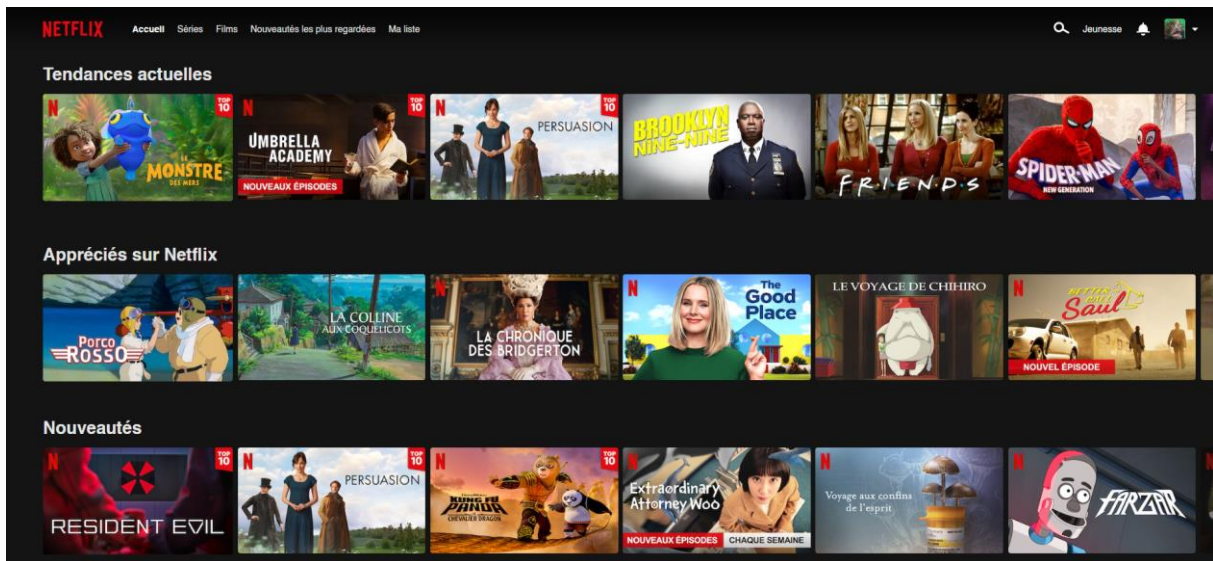 NETFLIX Accueil Séries Films Nouveautés les plus regardées Ma liste Jeunesse
Tendances actuelles
N TOP 10
LE
MONSTRE
DES MERS
N TOP 10
UMBRELLA
ACADEMY
NOUVEAUX ÉPISODES
N TOP 10
PERSUASION
BROOKLYN
NINE-NINE
F·R·I·E·N·D·S
SPIDER-MAN
NEW GENERATION
Appréciés sur Netflix
Porco
ROSSO
LA COLLINE
AUX COQUELICOTS
N
LA CHRONIQUE
DES BRIDGERTON
N
The
Good
Place
LE VOYAGE DE CHIHIRO
N
BETTER
CALL
Saul
NOUVEL ÉPISODE
Nouveautés
N TOP 10
RESIDENT EVIL
N TOP 10
PERSUASION
N TOP 10
KUNG FU
PANDA
CHEVALIER DRAGON
N
Extraordinary
Attorney Woo
NOUVEAUX ÉPISODES CHAQUE SEMAINE
N
Voyage aux confins
de l'esprit
N
FARZAR